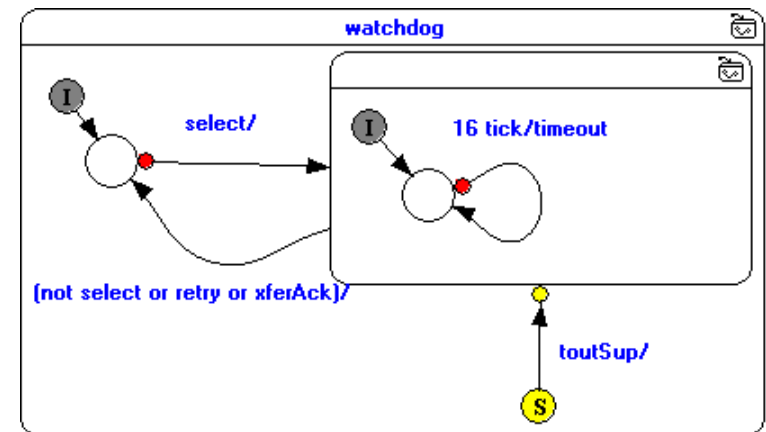 watchdog
I
select/
I
16 tick/timeout
(not select or retry or xferAck)/
toutSup/
S